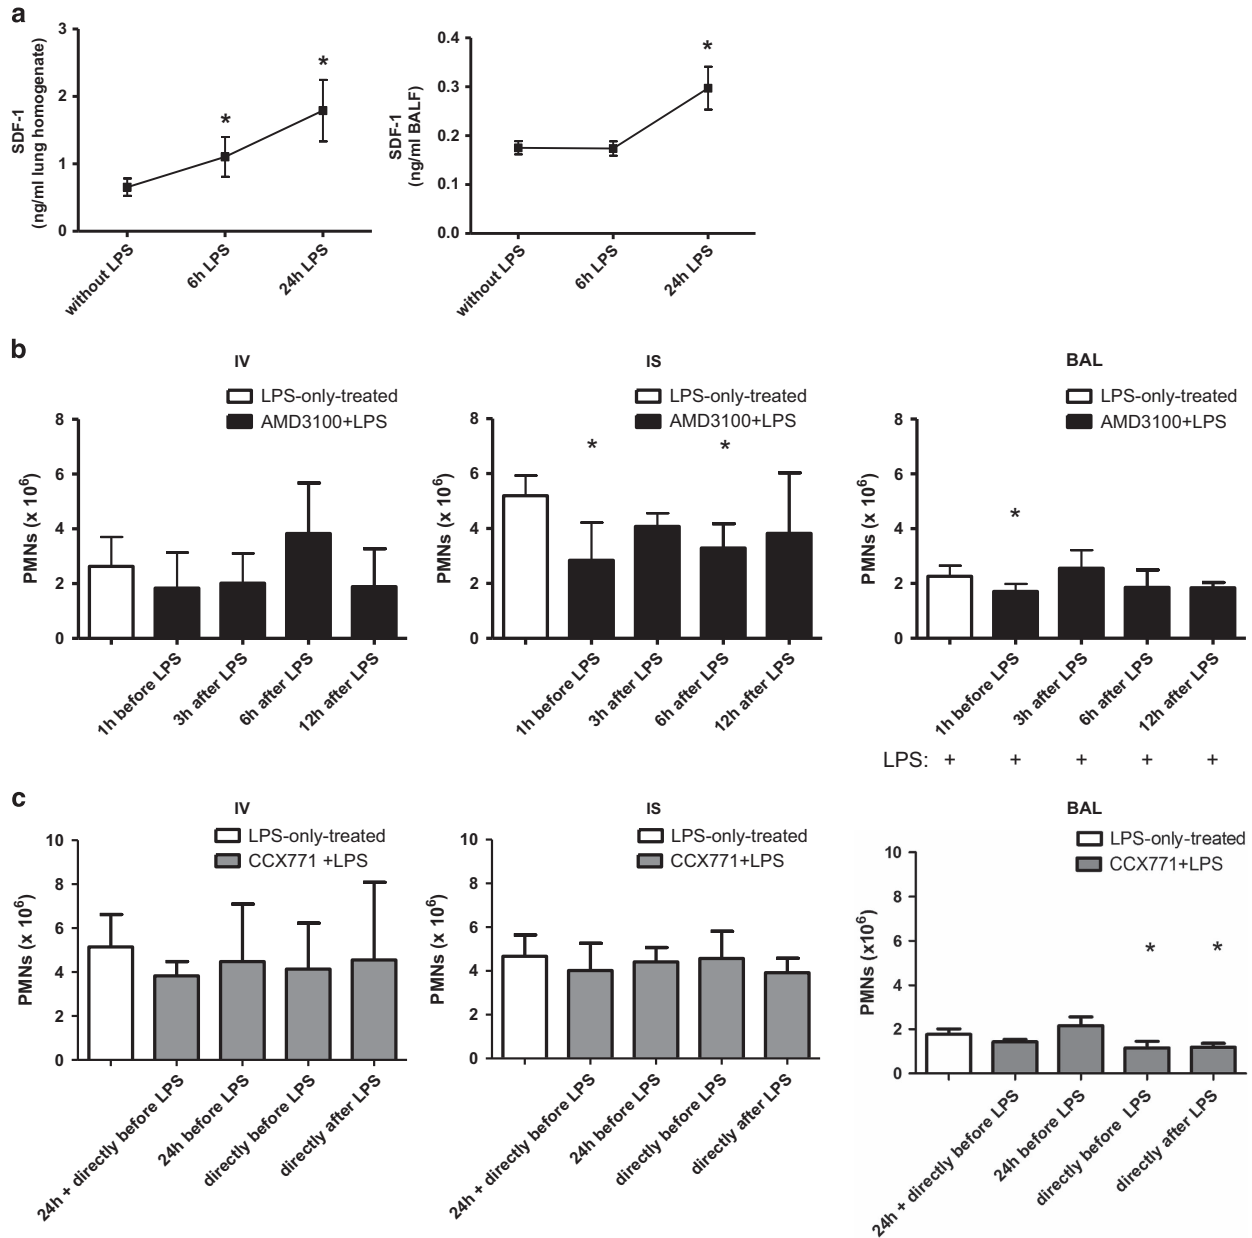 a
SDF-1
(ng/ml lung homogenate)
3
2
1
0
*
*
without LPS
6h LPS
24h LPS
SDF-1
(ng/ml BALF)
0.4
0.3
0.2
0.1
0.0
*
without LPS
6h LPS
24h LPS
b
IV
LPS-only-treated
AMD3100+LPS
PMNs (x 10⁶)
8
6
4
2
0
1h before LPS
3h after LPS
6h after LPS
12h after LPS
IS
LPS-only-treated
AMD3100+LPS
PMNs (x 10⁶)
8
6
4
2
0
*
*
1h before LPS
3h after LPS
6h after LPS
12h after LPS
BAL
LPS-only-treated
AMD3100+LPS
PMNs (x 10⁶)
8
6
4
2
0
*
1h before LPS
3h after LPS
6h after LPS
12h after LPS
LPS: + + + + +
c
IV
LPS-only-treated
CCX771 +LPS
PMNs (x 10⁶)
10
8
6
4
2
0
24h + directly before LPS
24h before LPS
directly before LPS
directly after LPS
IS
LPS-only-treated
CCX771+LPS
PMNs (x 10⁶)
10
8
6
4
2
0
24h + directly before LPS
24h before LPS
directly before LPS
directly after LPS
BAL
LPS-only-treated
CCX771+LPS
PMNs (x10⁶)
10
8
6
4
2
0
*
*
24h + directly before LPS
24h before LPS
directly before LPS
directly after LPS